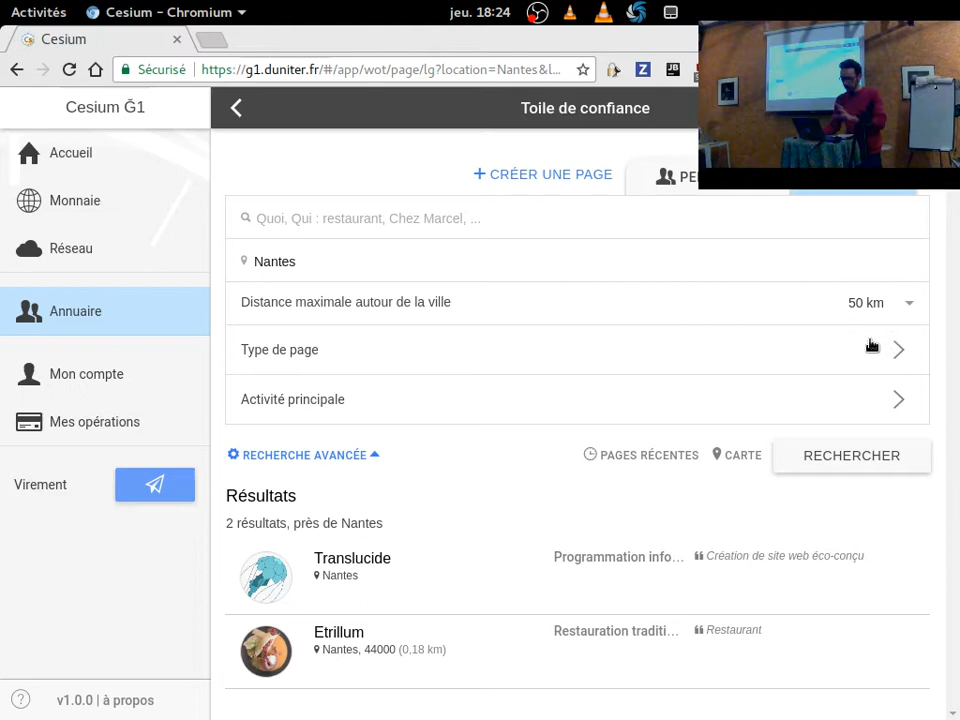 Activités
Cesium – Chromium
jeu. 18:24
Cesium
Sécurisé
https://g1.duniter.fr/#/app/wot/page/lg?location=Nantes&l...
Cesium Ğ1
Toile de confiance
Accueil
Monnaie
Réseau
Annuaire
Mon compte
Mes opérations
Virement
v1.0.0 | à propos
+ CRÉER UNE PAGE
Quoi, Qui : restaurant, Chez Marcel, ...
Nantes
Distance maximale autour de la ville
50 km
Type de page
Activité principale
RECHERCHE AVANCÉE
PAGES RÉCENTES
CARTE
RECHERCHER
Résultats
2 résultats, près de Nantes
Translucide
Nantes
Programmation info...
Création de site web éco-conçu
Etrillum
Nantes, 44000 (0,18 km)
Restauration traditi...
Restaurant